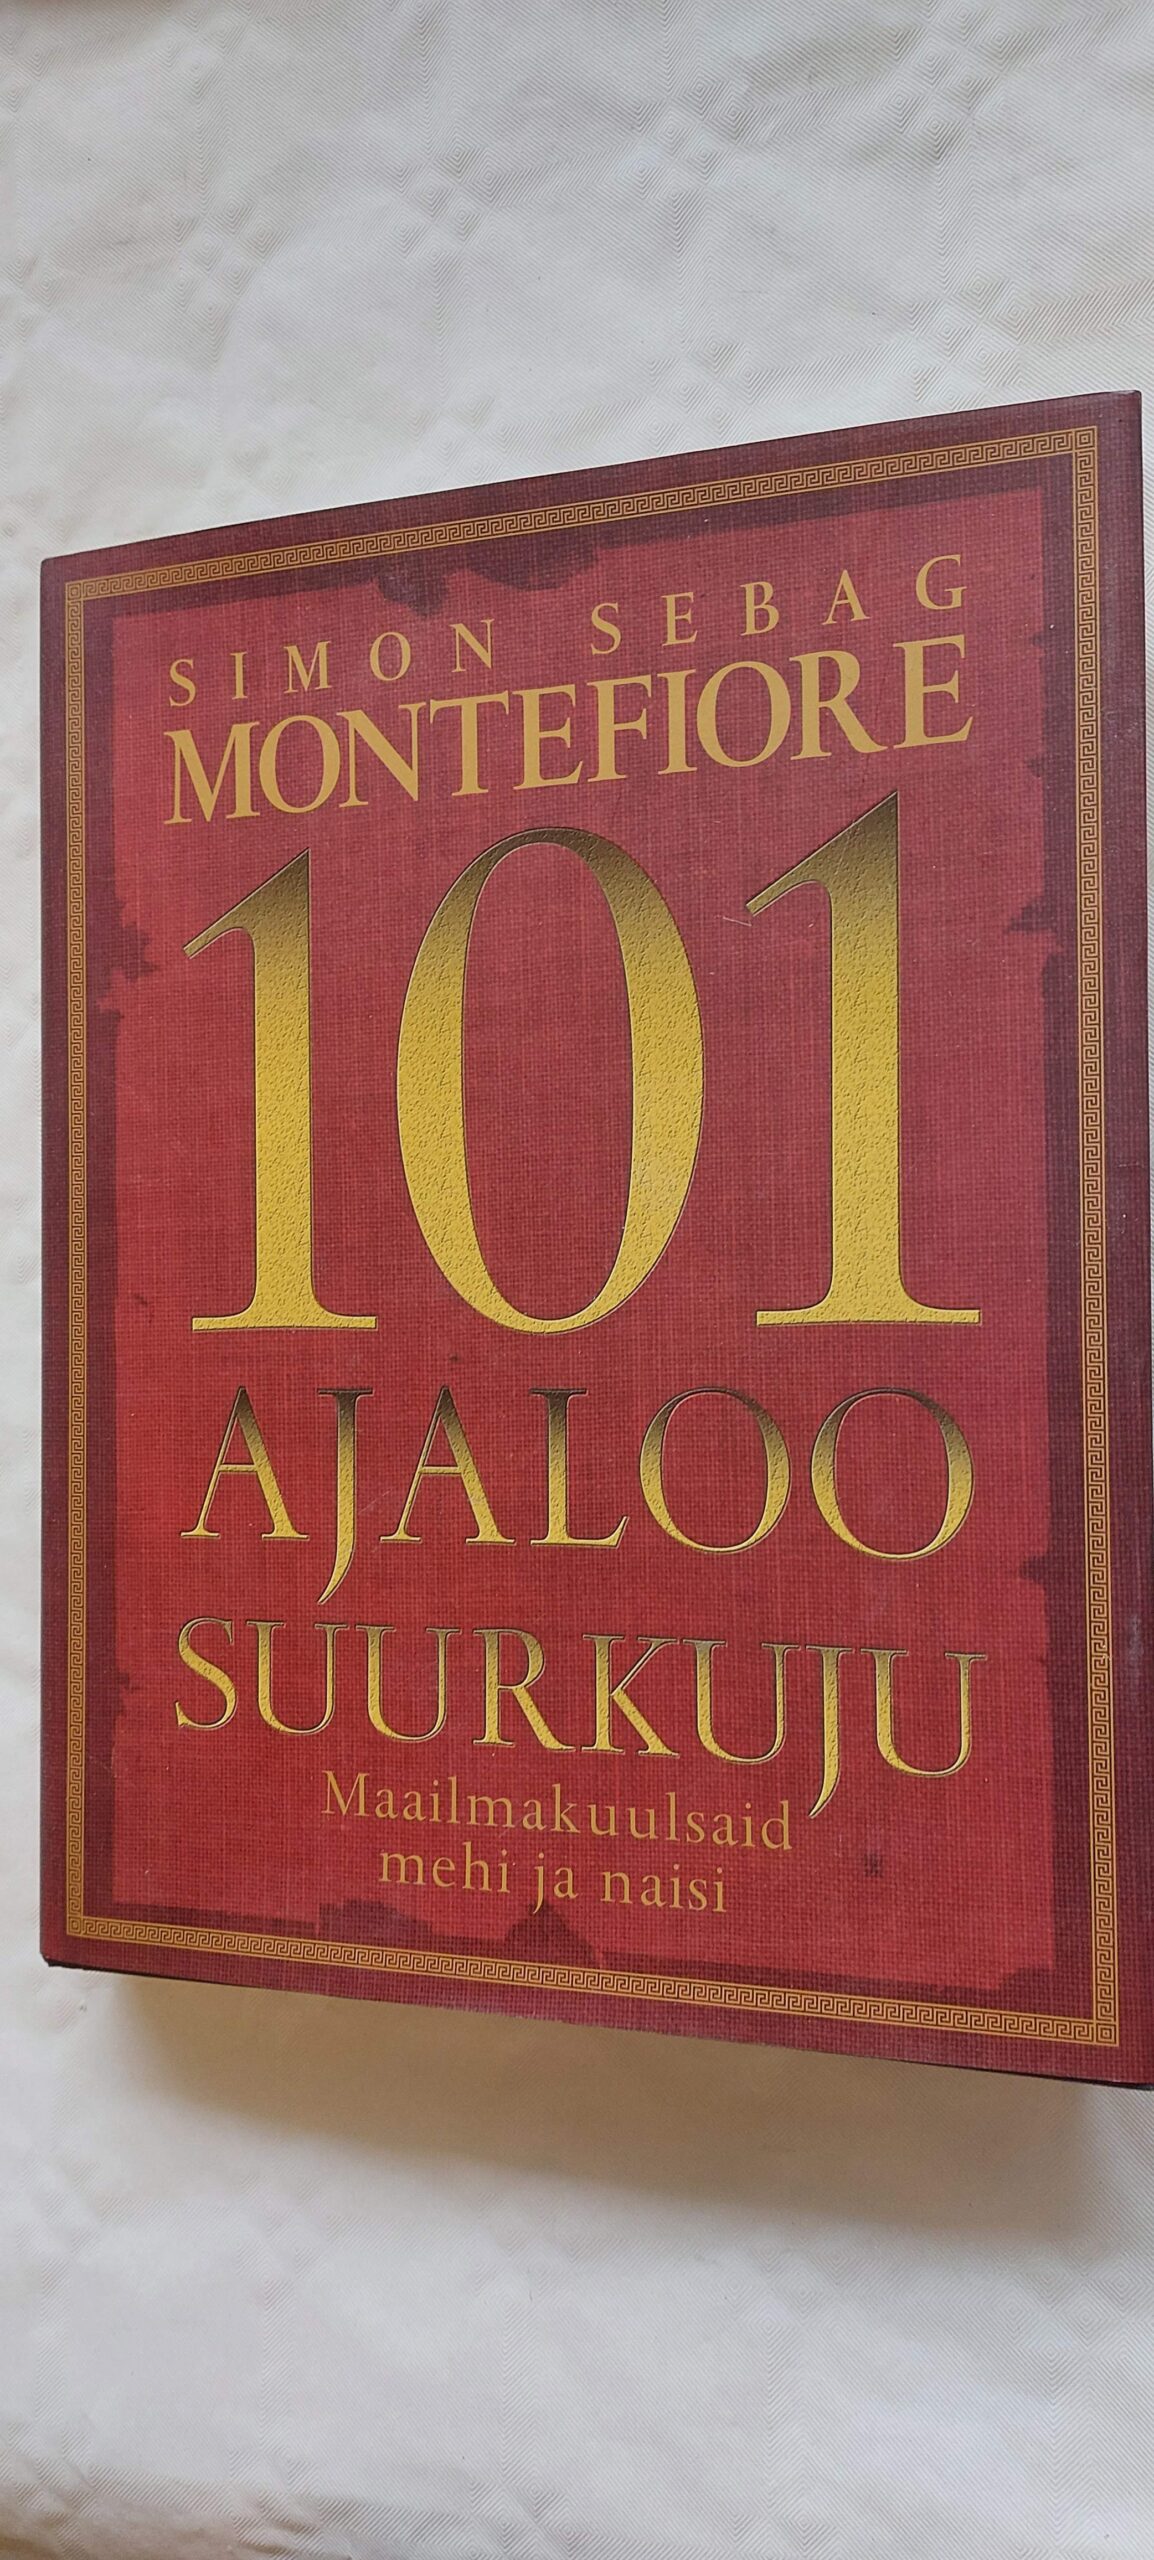 SIMON SEBAG
MONTEFIORE
101
AJALOO
SUURKUJU
Maailmakuulsaid
mehi ja naisi